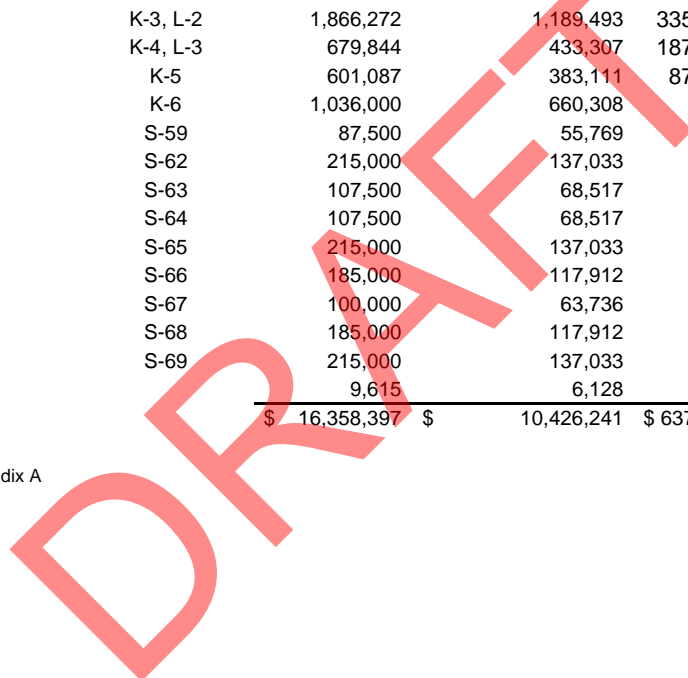 K-3, L-2 1,866,272 1,189,493 335
K-4, L-3 679,844 433,307 187
K-5 601,087 383,111 87
K-6 1,036,000 660,308
S-59 87,500 55,769
S-62 215,000 137,033
S-63 107,500 68,517
S-64 107,500 68,517
S-65 215,000 137,033
S-66 185,000 117,912
S-67 100,000 63,736
S-68 185,000 117,912
S-69 215,000 137,033
9,615 6,128
$ 16,358,397 $ 10,426,241 $ 637
dix A
DRAFT